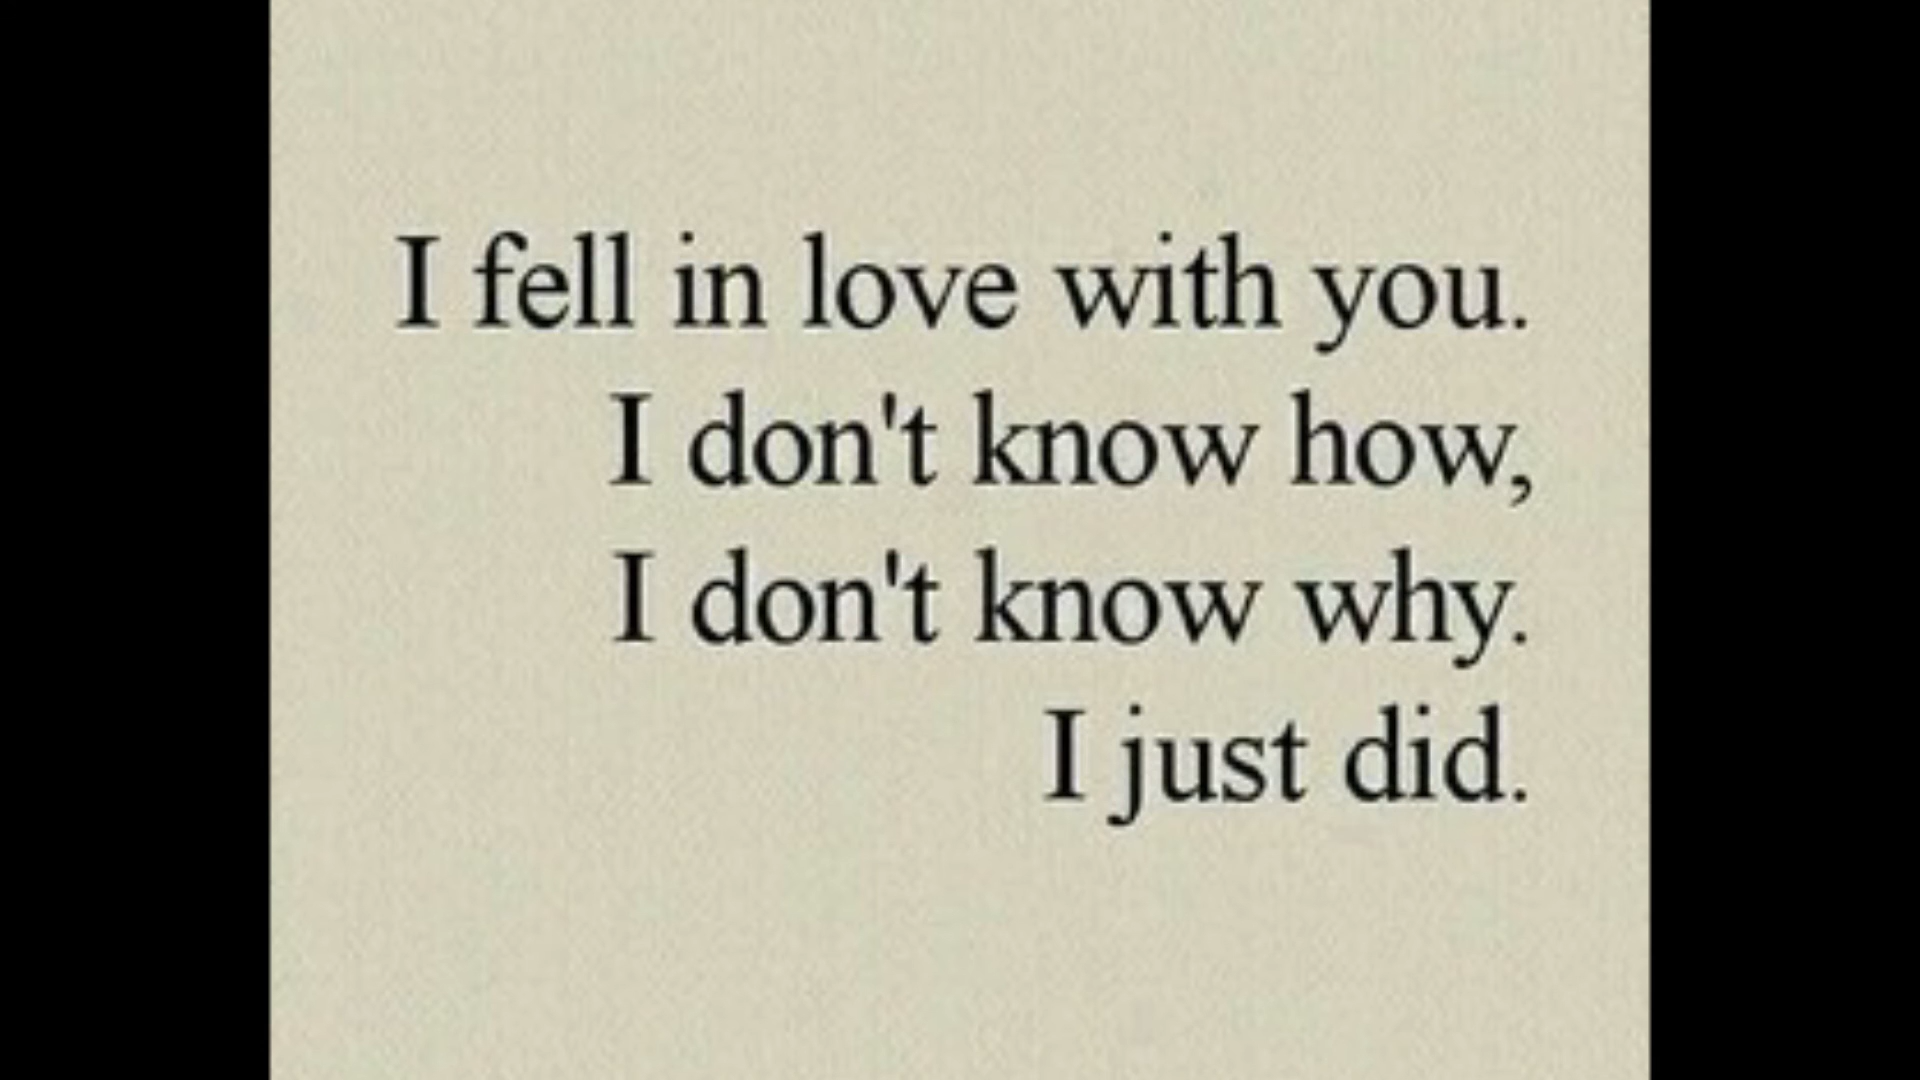 I fell in love with you.
I don't know how,
I don't know why.
I just did.